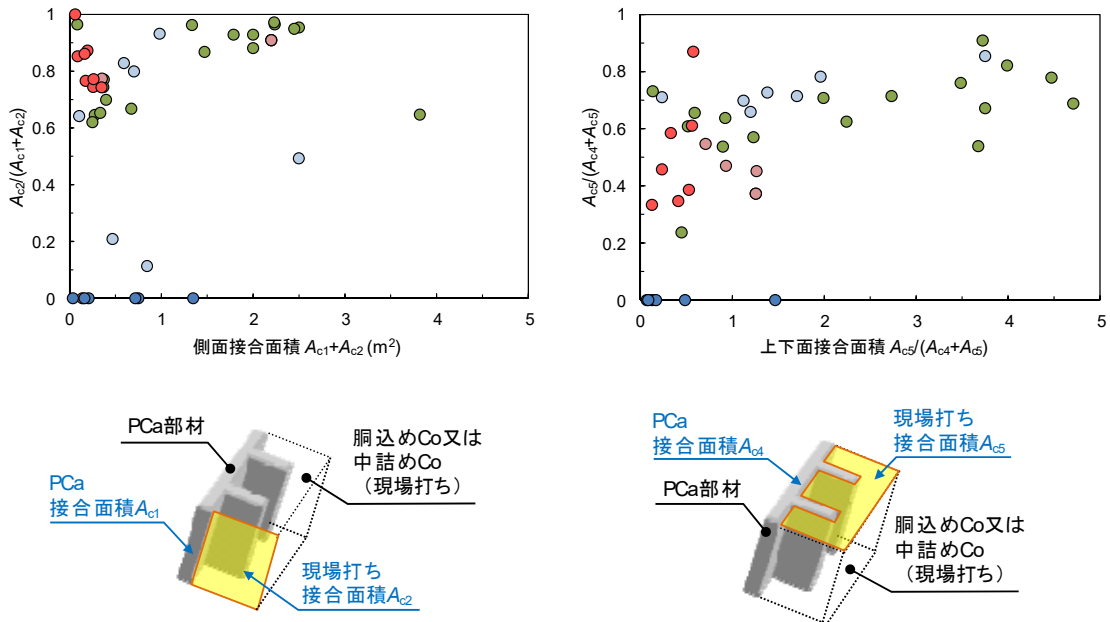 1
0.8
0.6
0.4
0.2
0
0 1 2 3 4 5
Ac2/(Ac1+Ac2)
側面接合面積 Ac1+Ac2 (m2)
1
0.8
0.6
0.4
0.2
0
0 1 2 3 4 5
Ac5/(Ac4+Ac5)
上下面接合面積 Ac5/(Ac4+Ac5)
PCa部材
胴込めCo又は
中詰めCo
（現場打ち）
PCa
接合面積Ac1
現場打ち
接合面積Ac2
PCa
接合面積Ac4
現場打ち
接合面積Ac5
PCa部材
胴込めCo又は
中詰めCo
（現場打ち）